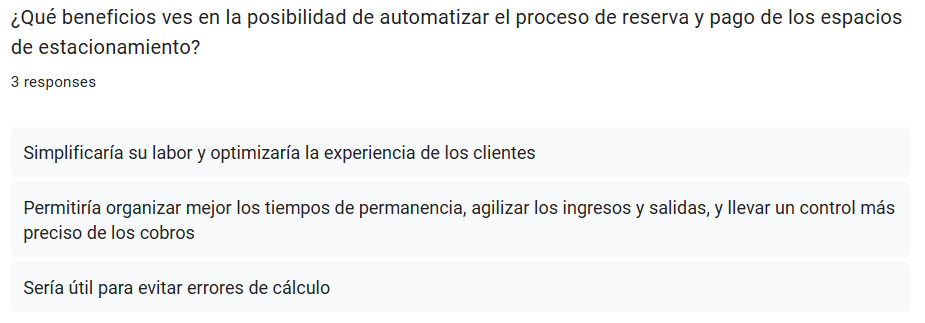 ¿Qué beneficios ves en la posibilidad de automatizar el proceso de reserva y pago de los espacios
de estacionamiento?
3 responses
Simplificaría su labor y optimizaría la experiencia de los clientes
Permitiría organizar mejor los tiempos de permanencia, agilizar los ingresos y salidas, y llevar un control más
preciso de los cobros
Sería útil para evitar errores de cálculo